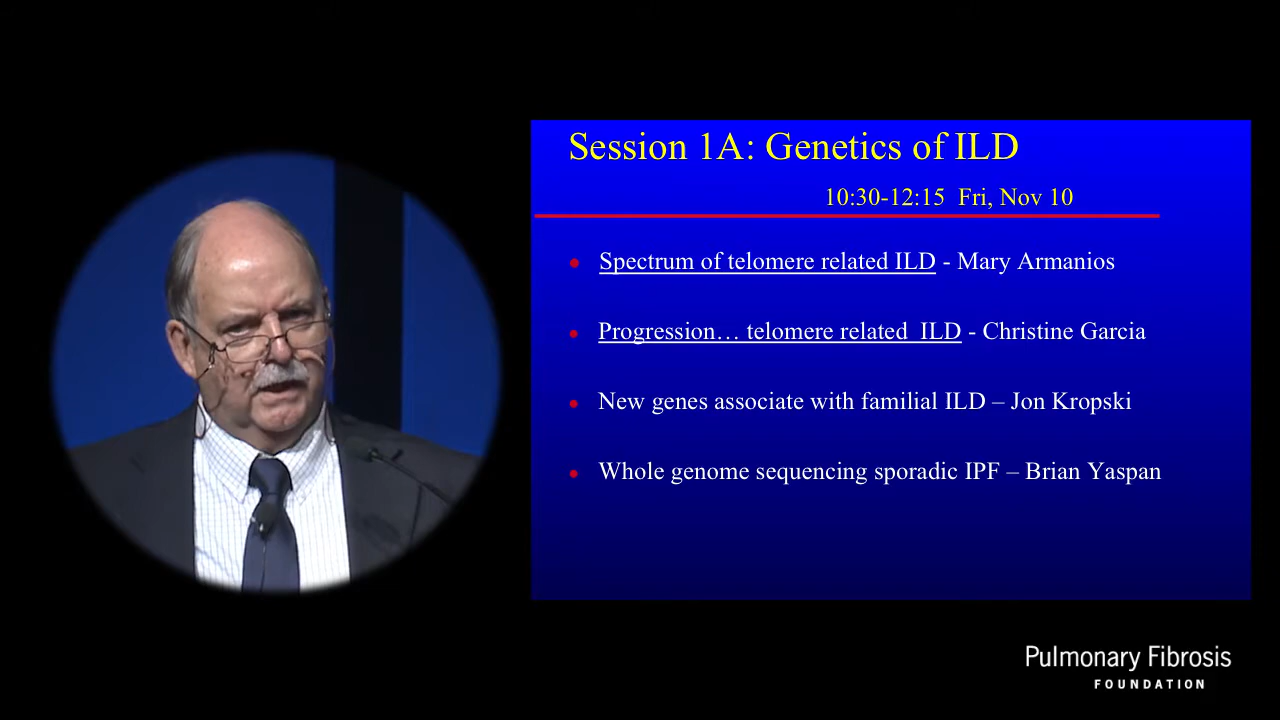 Session 1A: Genetics of ILD
10:30-12:15 Fri, Nov 10
Spectrum of telomere related ILD - Mary Armanios
Progression… telomere related ILD - Christine Garcia
New genes associate with familial ILD – Jon Kropski
Whole genome sequencing sporadic IPF – Brian Yaspan
Pulmonary Fibrosis
FOUNDATION